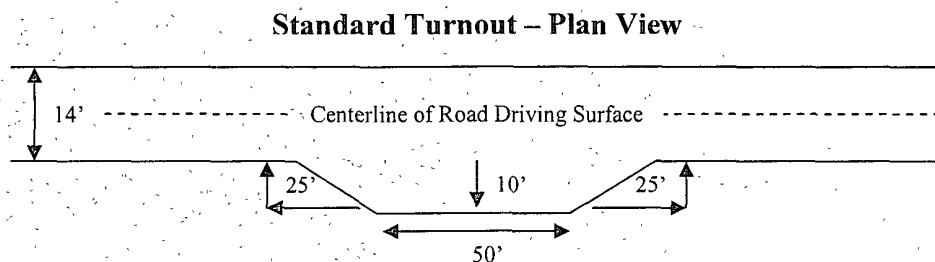 Standard Turnout – Plan View
14'
Centerline of Road Driving Surface
25'
10'
25'
50'